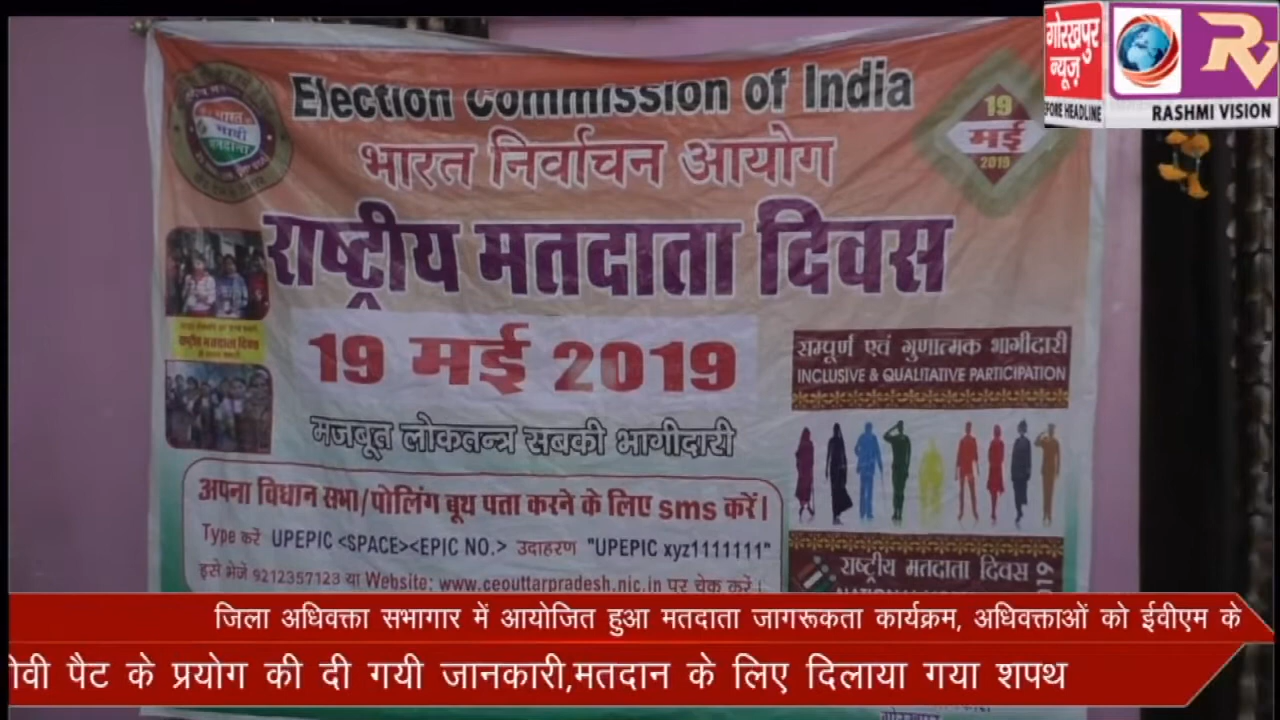 गोरखपुर
न्यूज़
RASHMI VISION
Election Commission of India
भारत निर्वाचन आयोग
19
मई
2019
राष्ट्रीय मतदाता दिवस
19 मई 2019
मजबूत लोकतन्त्र सबकी भागीदारी
राष्ट्रीय मतदाता दिवस
सम्पूर्ण एवं गुणात्मक भागीदारी
INCLUSIVE & QUALITATIVE PARTICIPATION
अपना विधान सभा/पोलिंग बूथ पता करने के लिए sms करें।
Type करें UPEPIC <SPACE><EPIC NO.> उदाहरण "UPEPIC xyz1111111"
इसे भेजें 9212357123 या Website: www.ceouttarpradesh.nic.in पर चेक करें।
राष्ट्रीय मतदाता दिवस
जिला अधिवक्ता सभागार में आयोजित हुआ मतदाता जागरूकता कार्यक्रम, अधिवक्ताओं को ईवीएम के
पैट के प्रयोग की दी गयी जानकारी,मतदान के लिए दिलाया गया शपथ